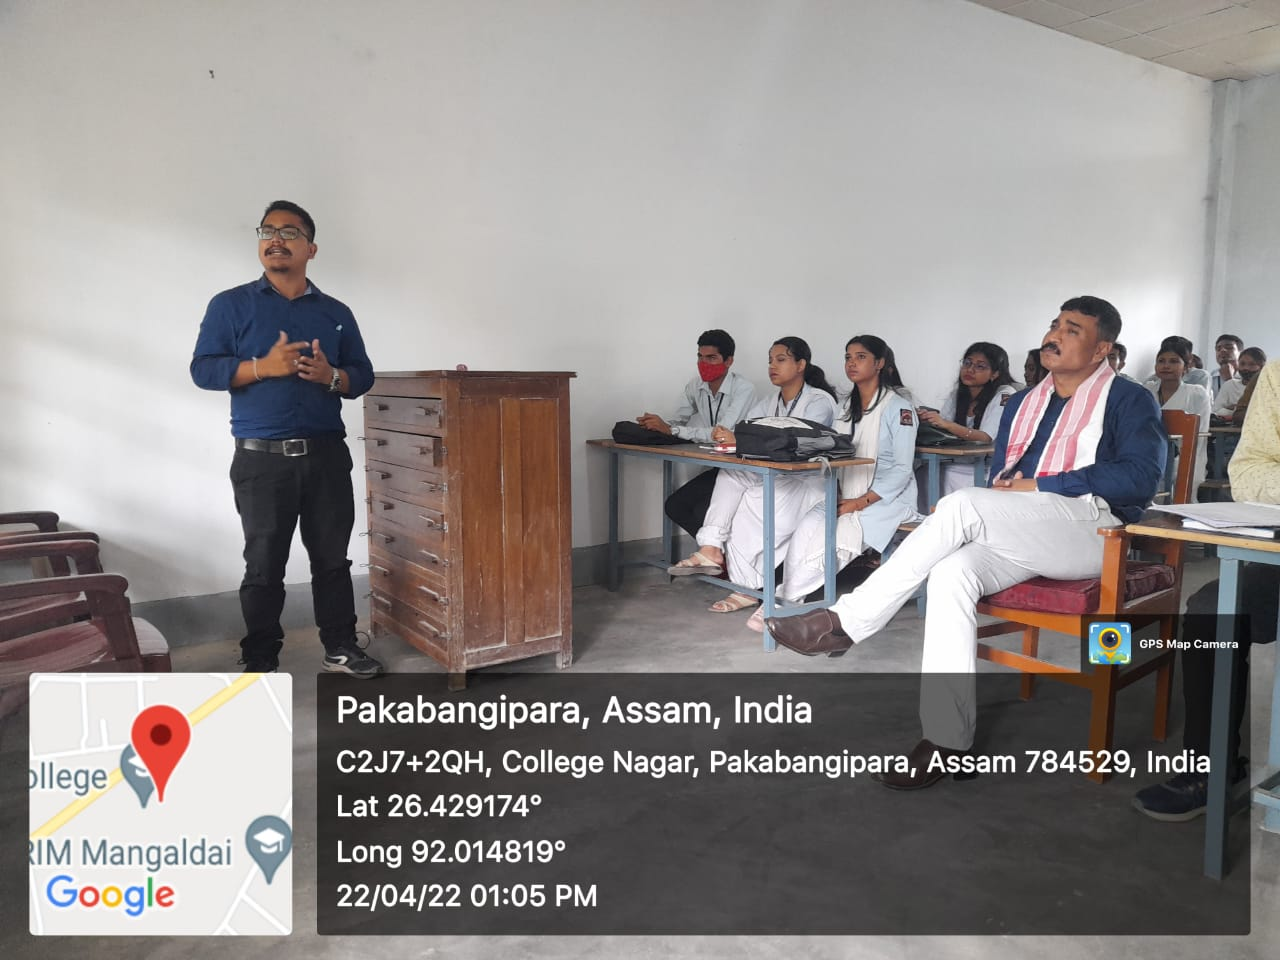 GPS Map Camera
ollege
RIM Mangaldai
Google
Pakabangipara, Assam, India
C2J7+2QH, College Nagar, Pakabangipara, Assam 784529, India
Lat 26.429174°
Long 92.014819°
22/04/22 01:05 PM